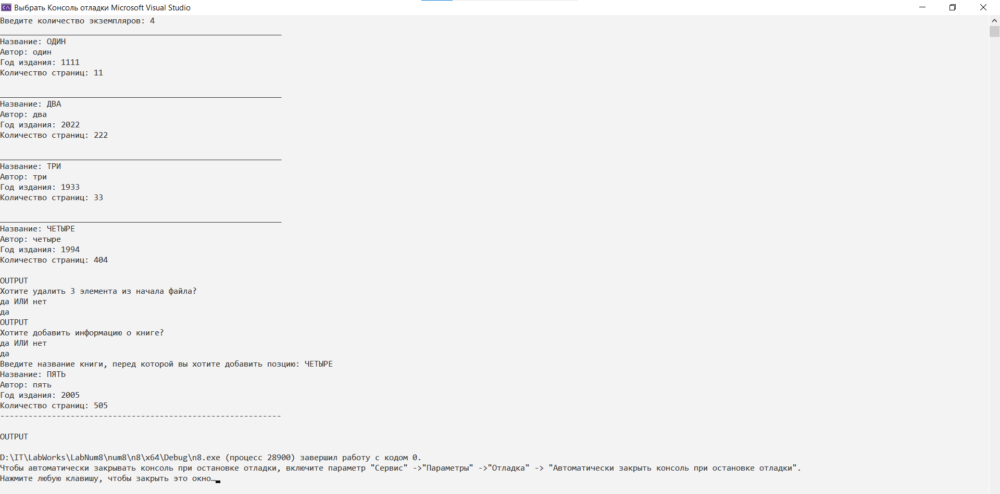 Выбрать Консоль отладки Microsoft Visual Studio
Введите количество экземпляров: 4
____________________________________________________________
Название: ОДИН
Автор: один
Год издания: 1111
Количество страниц: 11
____________________________________________________________
Название: ДВА
Автор: два
Год издания: 2022
Количество страниц: 222
____________________________________________________________
Название: ТРИ
Автор: три
Год издания: 1933
Количество страниц: 33
____________________________________________________________
Название: ЧЕТЫРЕ
Автор: четыре
Год издания: 1994
Количество страниц: 404
OUTPUT
Хотите удалить 3 элемента из начала файла?
да ИЛИ нет
да
OUTPUT
Хотите добавить информацию о книге?
да ИЛИ нет
да
Введите название книги, перед которой вы хотите добавить позцию: ЧЕТЫРЕ
Название: ПЯТЬ
Автор: пять
Год издания: 2005
Количество страниц: 505
------------------------------------------------------------
OUTPUT
D:\IT\LabWorks\LabNum8\num8\n8\x64\Debug\n8.exe (процесс 28900) завершил работу с кодом 0.
Чтобы автоматически закрывать консоль при остановке отладки, включите параметр "Сервис" ->"Параметры" ->"Отладка" -> "Автоматически закрыть консоль при остановке отладки".
Нажмите любую клавишу, чтобы закрыть это окно…